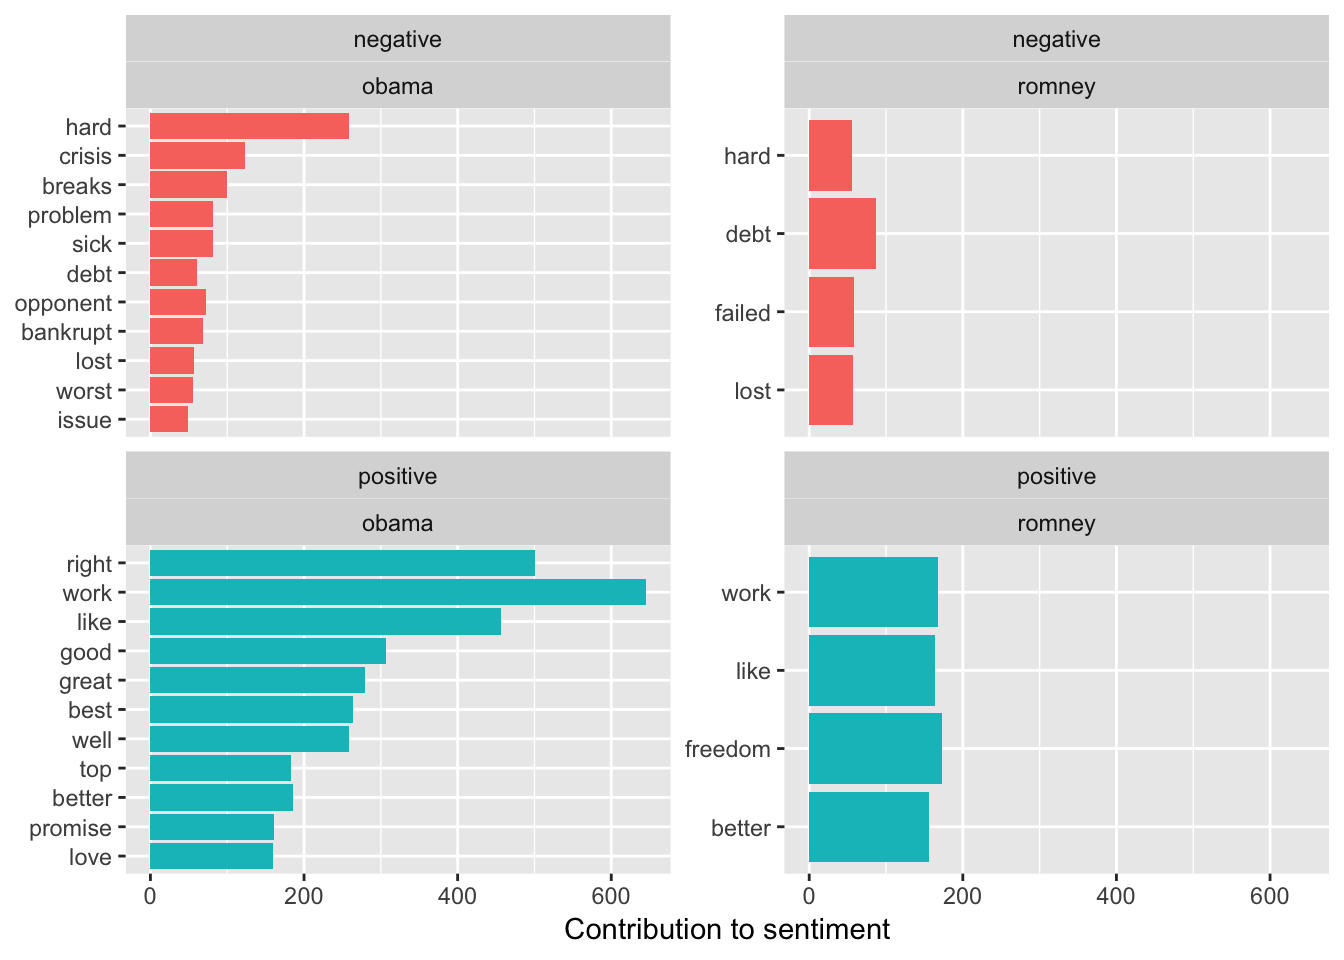 negative
obama
hard
crisis
breaks
problem
sick
debt
opponent
bankrupt
lost
worst
issue
negative
romney
hard
debt
failed
lost
positive
obama
right
work
like
good
great
best
well
top
better
promise
love
0 200 400 600
positive
romney
work
like
freedom
better
0 200 400 600
Contribution to sentiment